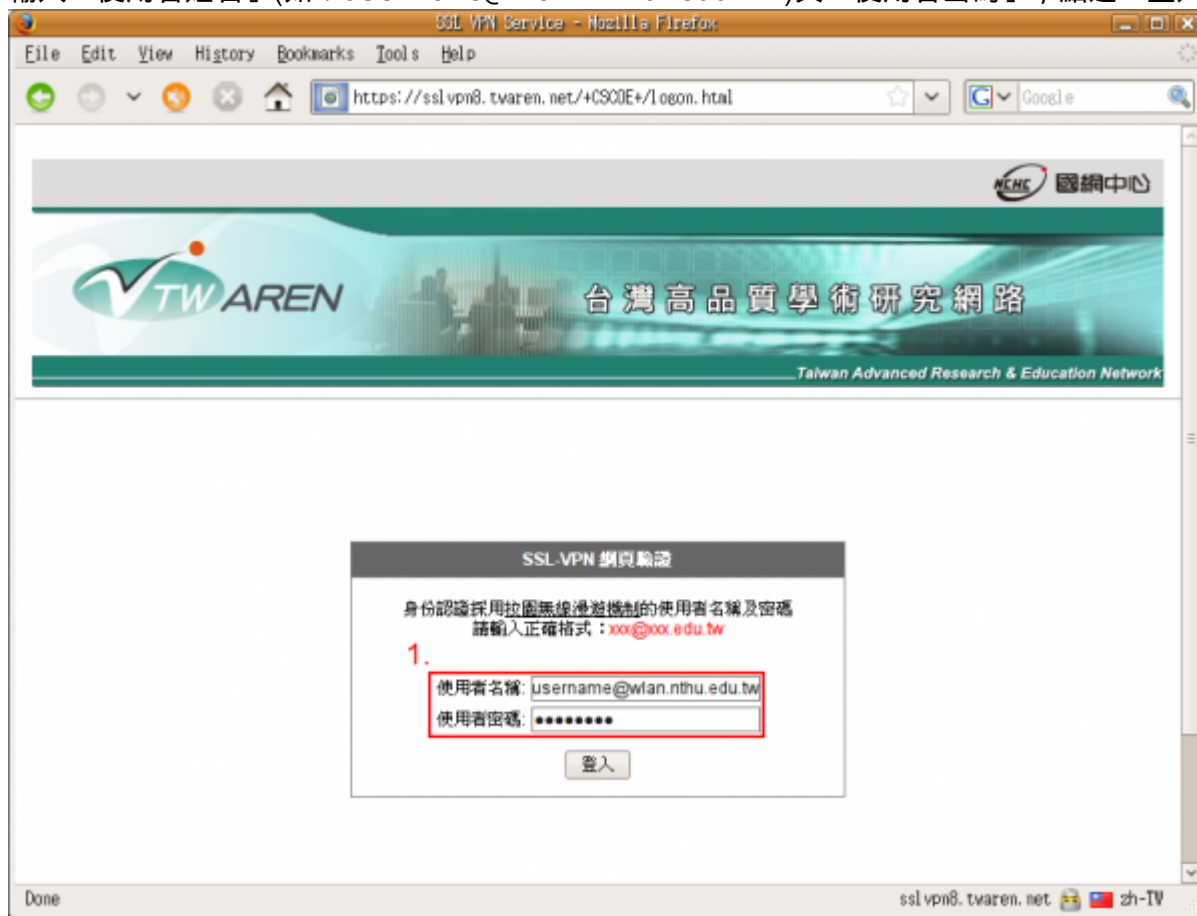 SSL VPN Service - Mozilla Firefox
File Edit View History Bookmarks Tools Help
https://sslvpn8.twaren.net/+CSCOE+/logon.html
G Google
NCHC 國網中心
TWAREN
台灣高品質學術研究網路
Taiwan Advanced Research & Education Network
SSL-VPN 網頁驗證
身份認證採用校園無線漫遊機制的使用者名稱及密碼
請輸入正確格式：xxx@xxx.edu.tw
1.
使用者名稱: username@wlan.nthu.edu.tw
使用者密碼: ●●●●●●●●
登入
Done
sslvpn8.twaren.net zh-TW